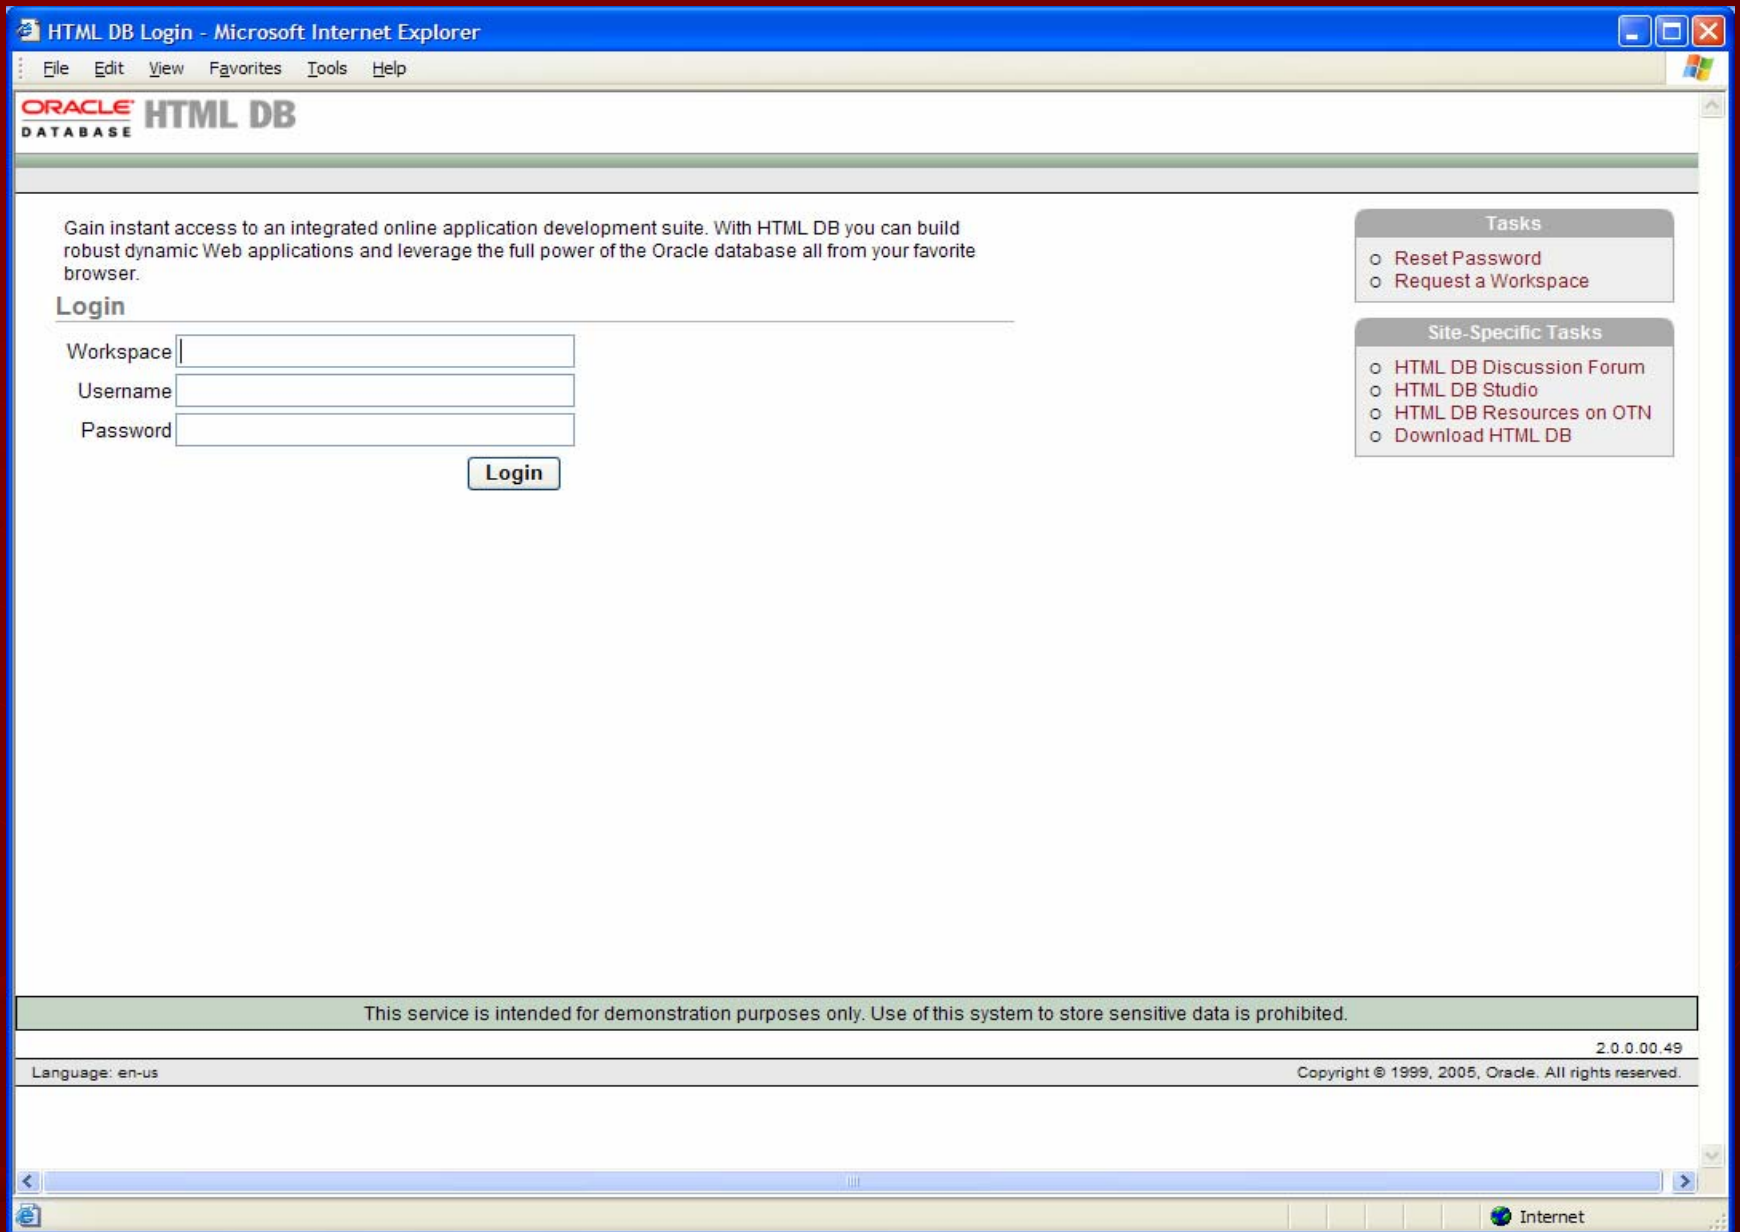 HTML DB Login - Microsoft Internet Explorer
File Edit View Favorites Tools Help
ORACLE
DATABASE
HTML DB
Gain instant access to an integrated online application development suite. With HTML DB you can build
robust dynamic Web applications and leverage the full power of the Oracle database all from your favorite
browser.
Login
Workspace
Username
Password
Login
Tasks
Reset Password
Request a Workspace
Site-Specific Tasks
HTML DB Discussion Forum
HTML DB Studio
HTML DB Resources on OTN
Download HTML DB
This service is intended for demonstration purposes only. Use of this system to store sensitive data is prohibited.
2.0.0.00.49
Language: en-us
Copyright © 1999, 2005, Oracle. All rights reserved.
Internet